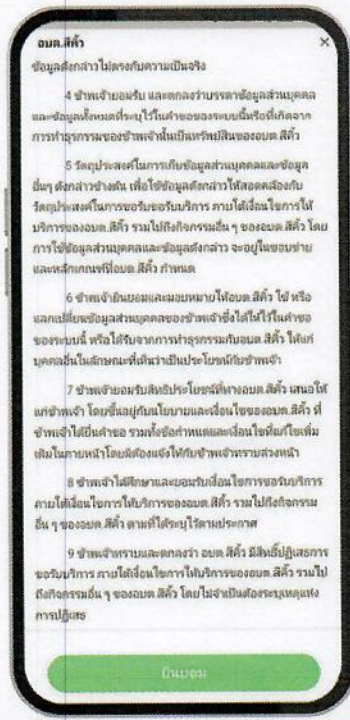 อบต.สีคิ้ว ×
ข้อมูลดังกล่าวไม่ตรงกับความเป็นจริง
4 ข้าพเจ้ายอมรับ และตกลงว่าบรรดาข้อมูลส่วนบุคคล
และข้อมูลทั้งหมดที่ระบุไว้ในคำขอของระบบนี้หรือที่เกิดจาก
การทำธุรกรรมของข้าพเจ้านั้นเป็นทรัพย์สินของอบต.สีคิ้ว
5 วัตถุประสงค์ในการเก็บข้อมูลส่วนบุคคลและข้อมูล
อื่นๆ ดังกล่าวข้างต้น เพื่อใช้ข้อมูลดังกล่าวให้สอดคล้องกับ
วัตถุประสงค์ในการขอรับขอรับบริการ ภายใต้เงื่อนไขการให้
บริการของอบต.สีคิ้ว รวมไปถึงกิจกรรมอื่น ๆ ของอบต.สีคิ้ว โดย
การใช้ข้อมูลส่วนบุคคลและข้อมูลดังกล่าว จะอยู่ในขอบข่าย
และหลักเกณฑ์ที่อบต.สีคิ้ว กำหนด
6 ข้าพเจ้ายินยอมและมอบหมายให้อบต.สีคิ้ว ใช้ หรือ
แลกเปลี่ยนข้อมูลส่วนบุคคลของข้าพเจ้าซึ่งได้ให้ไว้ในคำขอ
ของระบบนี้ หรือได้รับจากการทำธุรกรรมกับอบต.สีคิ้ว ให้แก่
บุคคลอื่นในลักษณะที่เห็นว่าเป็นประโยชน์กับข้าพเจ้า
7 ข้าพเจ้ายอมรับสิทธิประโยชน์ที่ทางอบต.สีคิ้ว เสนอให้
แก่ข้าพเจ้า โดยขึ้นอยู่กับนโยบายและเงื่อนไขของอบต.สีคิ้ว ที่
ข้าพเจ้าได้ยื่นคำขอ รวมทั้งข้อกำหนดและเงื่อนไขที่แก้ไขเพิ่ม
เติมในภายหน้าโดยมิต้องแจ้งให้กับข้าพเจ้าทราบล่วงหน้า
8 ข้าพเจ้าได้ศึกษาและยอมรับเงื่อนไขการขอรับบริการ
ภายใต้เงื่อนไขการให้บริการของอบต.สีคิ้ว รวมไปถึงกิจกรรม
อื่น ๆ ของอบต.สีคิ้ว ตามที่ได้ระบุไว้ตามประกาศ
9 ข้าพเจ้าทราบและตกลงว่า อบต.สีคิ้ว มีสิทธิ์ปฏิเสธการ
ขอรับบริการ ภายใต้เงื่อนไขการให้บริการของอบต.สีคิ้ว รวมไป
ถึงกิจกรรมอื่น ๆ ของอบต.สีคิ้ว โดยไม่จำเป็นต้องระบุเหตุแห่ง
การปฏิเสธ
ยินยอม